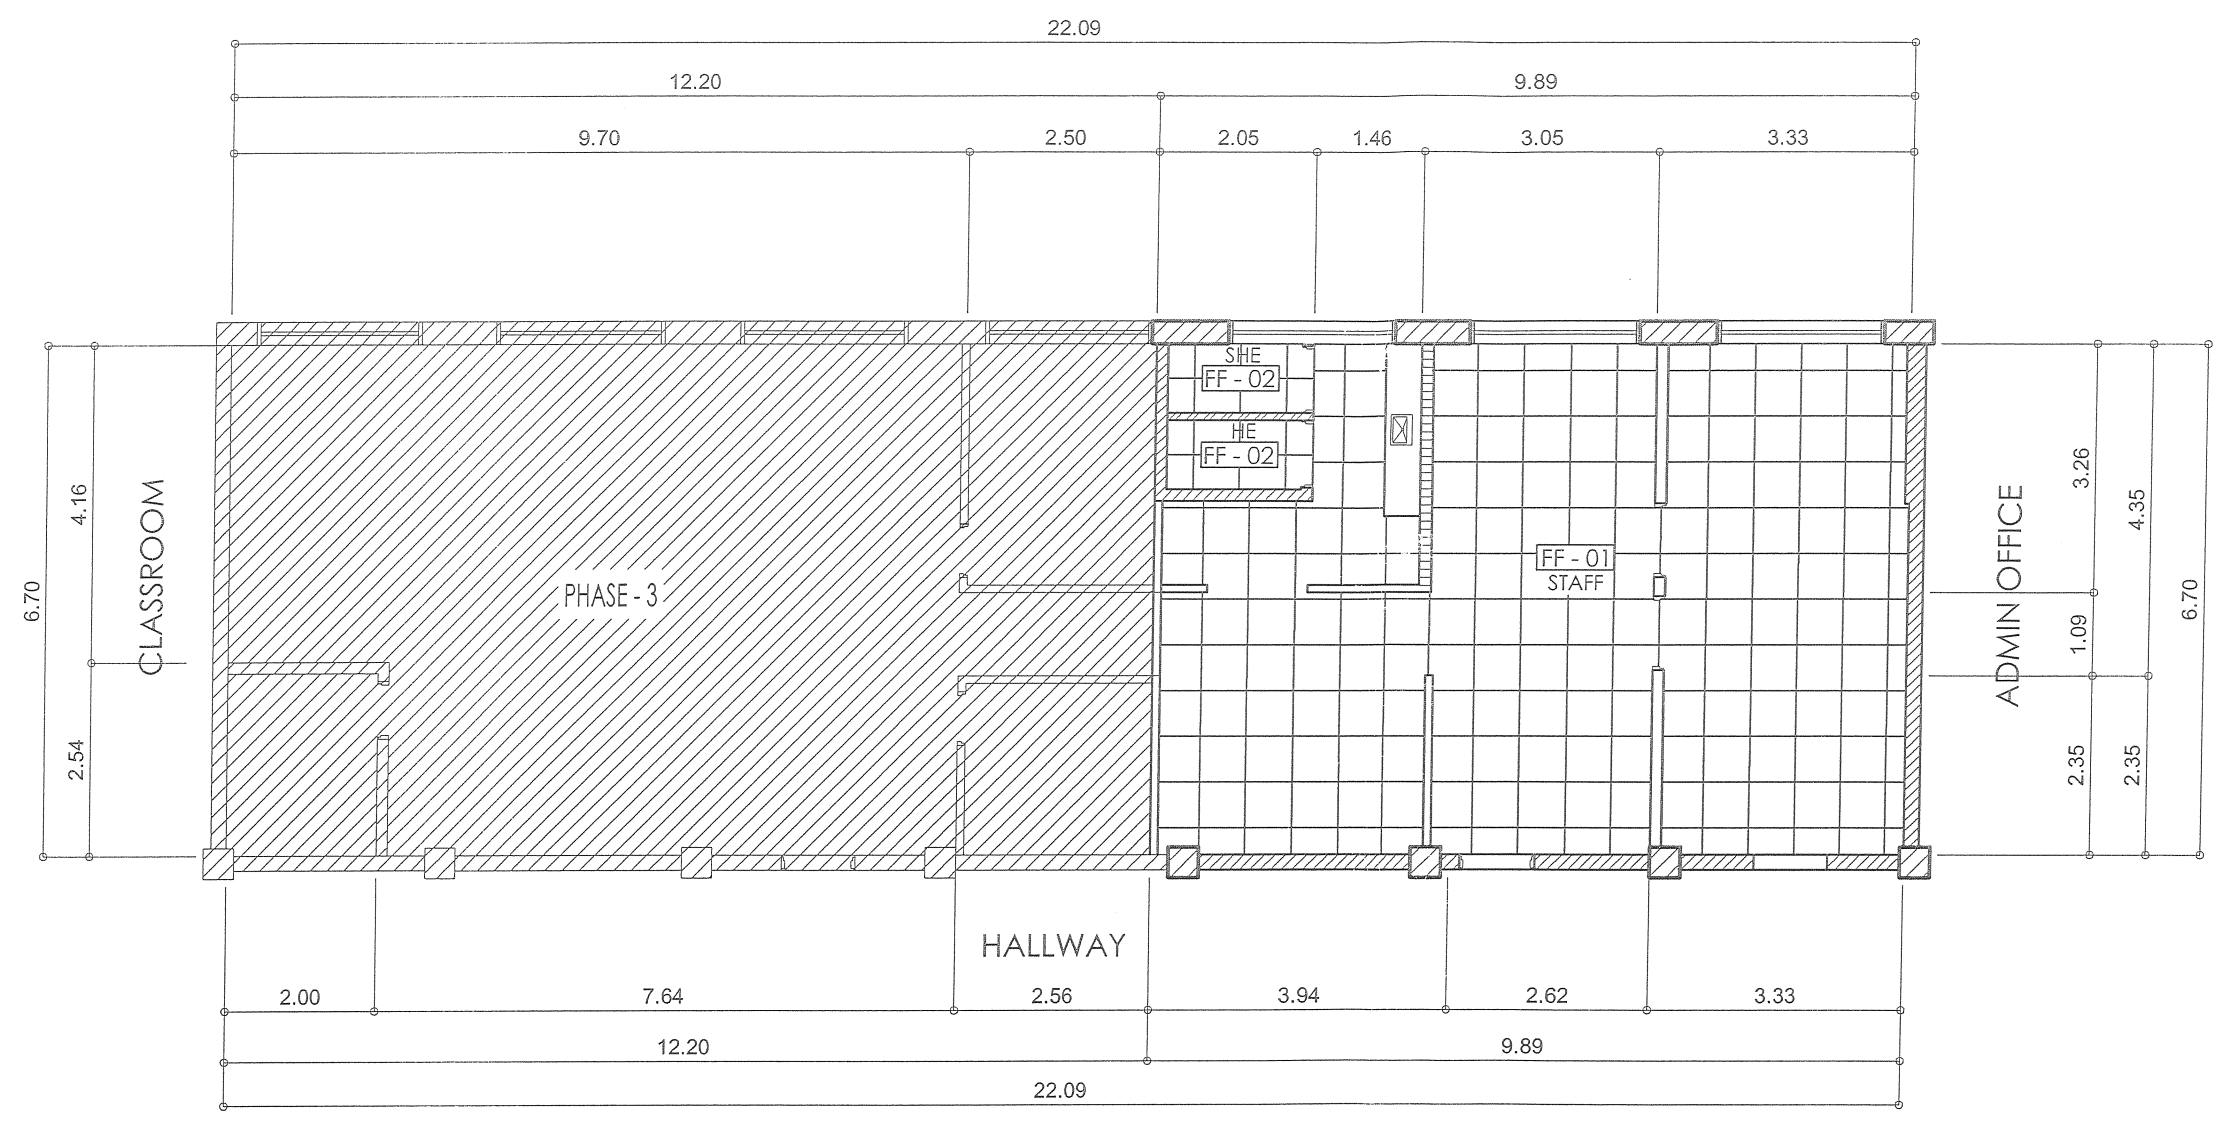 22.09
12.20
9.89
9.70
2.50
2.05
1.46
3.05
3.33
SHE
FF - 02
HE
FF - 02
FF - 01
STAFF
PHASE - 3
CLASSROOM
4.16
2.54
6.70
ADMIN OFFICE
3.26
1.09
2.35
4.35
2.35
6.70
HALLWAY
2.00
7.64
2.56
3.94
2.62
3.33
12.20
9.89
22.09